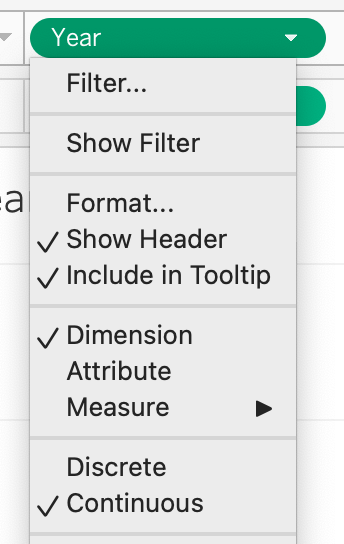 Year
Filter...
Show Filter
Format...
Show Header
Include in Tooltip
Dimension
Attribute
Measure
Discrete
Continuous